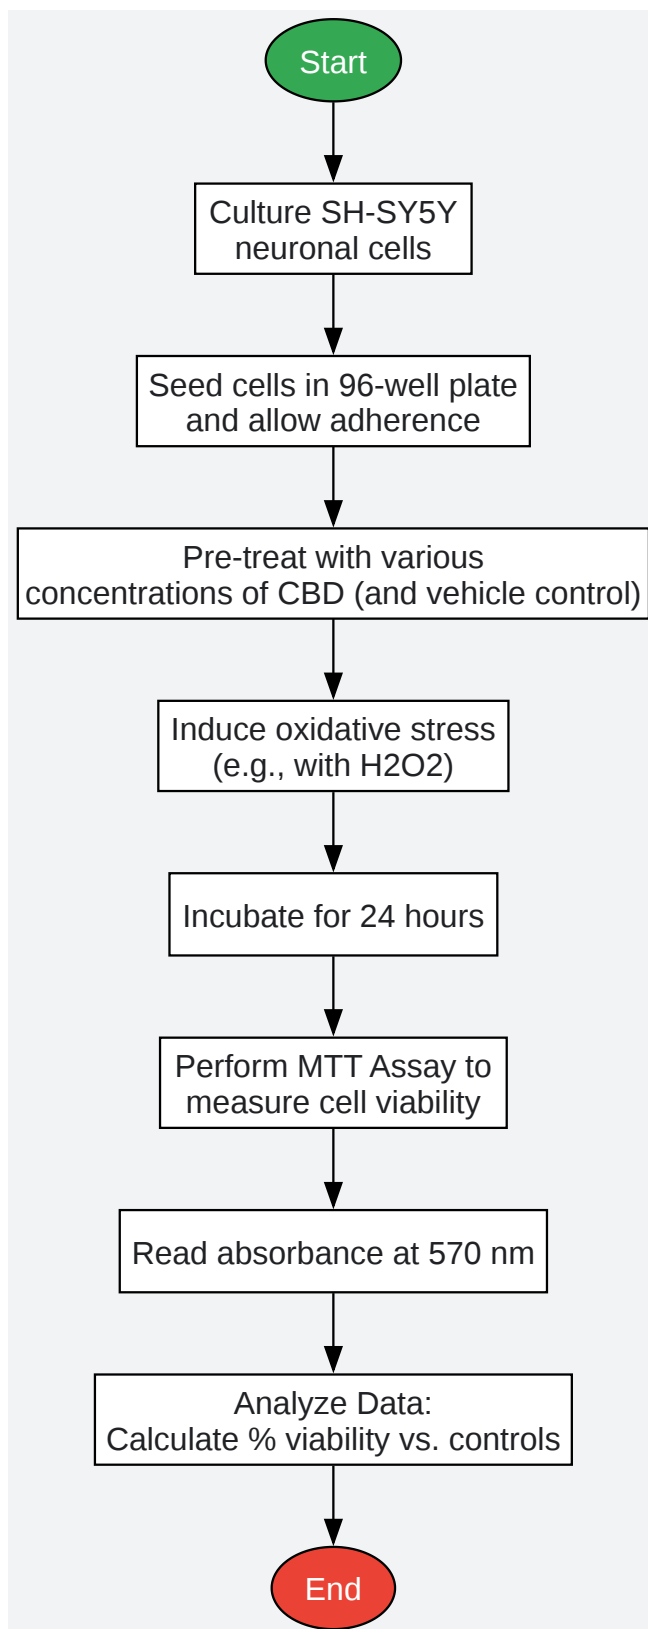 Start
Culture SH-SY5Y
neuronal cells
Seed cells in 96-well plate
and allow adherence
Pre-treat with various
concentrations of CBD (and vehicle control)
Induce oxidative stress
(e.g., with H2O2)
Incubate for 24 hours
Perform MTT Assay to
measure cell viability
Read absorbance at 570 nm
Analyze Data:
Calculate % viability vs. controls
End